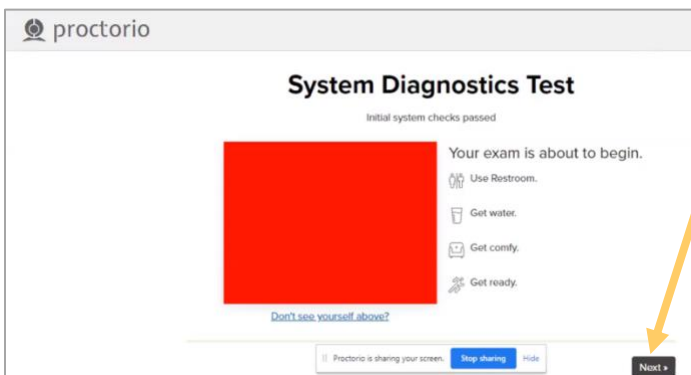 proctorio
System Diagnostics Test
Initial system checks passed
Your exam is about to begin.
Use Restroom.
Get water.
Get comfy.
Get ready.
Don't see yourself above?
Proctorio is sharing your screen. Stop sharing Hide
Next »